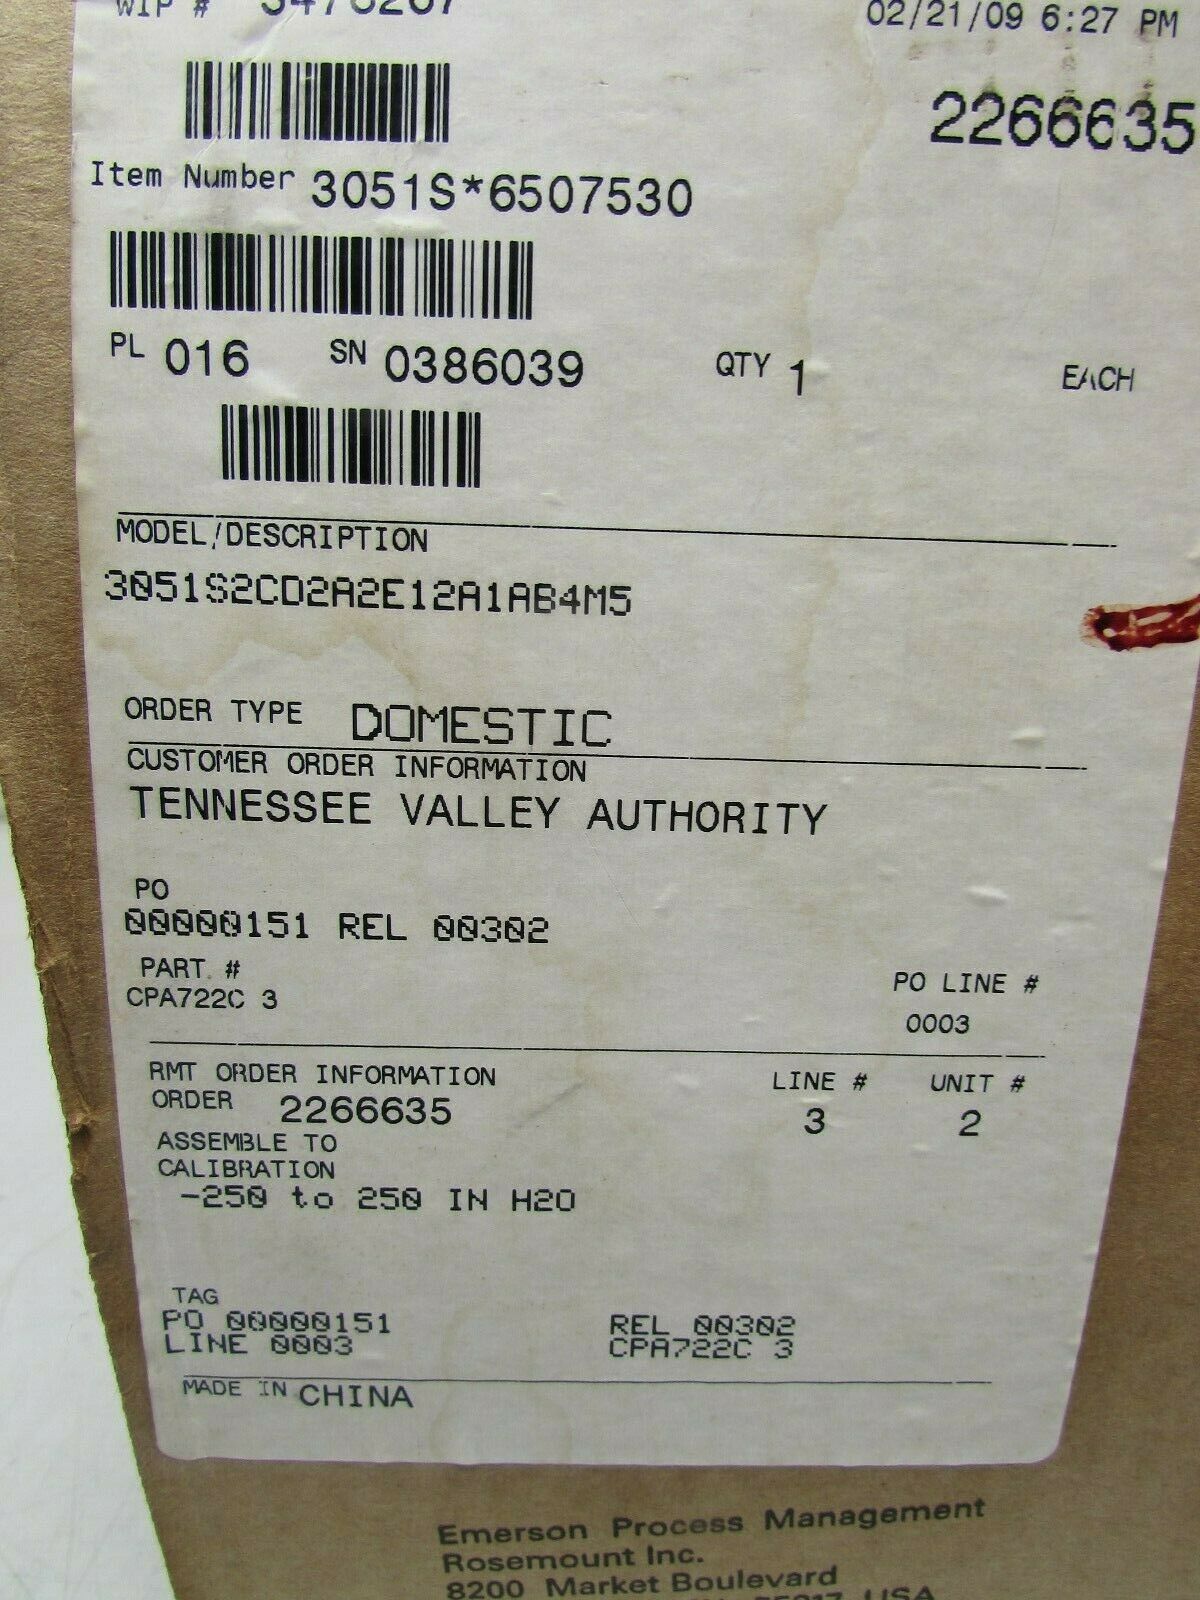 WIP # 5476267
02/21/09 6:27 PM
2266635
Item Number 3051S*6507530
PL 016 SN 0386039 QTY 1 EACH
MODEL/DESCRIPTION
3051S2CD2A2E12A1AB4M5
ORDER TYPE DOMESTIC
CUSTOMER ORDER INFORMATION
TENNESSEE VALLEY AUTHORITY
PO
00000151 REL 00302
PART. #
CPA722C 3
PO LINE #
0003
RMT ORDER INFORMATION LINE # UNIT #
ORDER 2266635 3 2
ASSEMBLE TO
CALIBRATION
-250 to 250 IN H2O
TAG
PO 00000151 REL 00302
LINE 0003 CPA722C 3
MADE IN CHINA
Emerson Process Management
Rosemount Inc.
8200 Market Boulevard
55317 USA